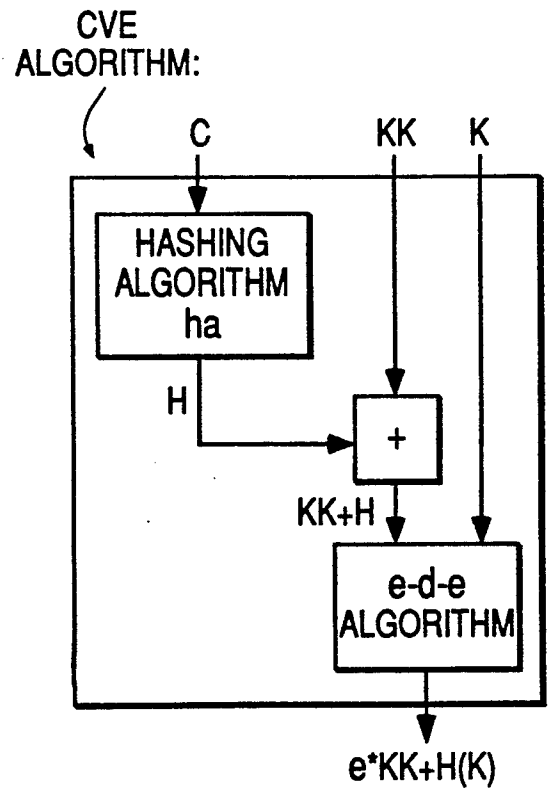 CVE
ALGORITHM:
C KK K
HASHING
ALGORITHM
ha
H
+
KK+H
e-d-e
ALGORITHM
e*KK+H(K)